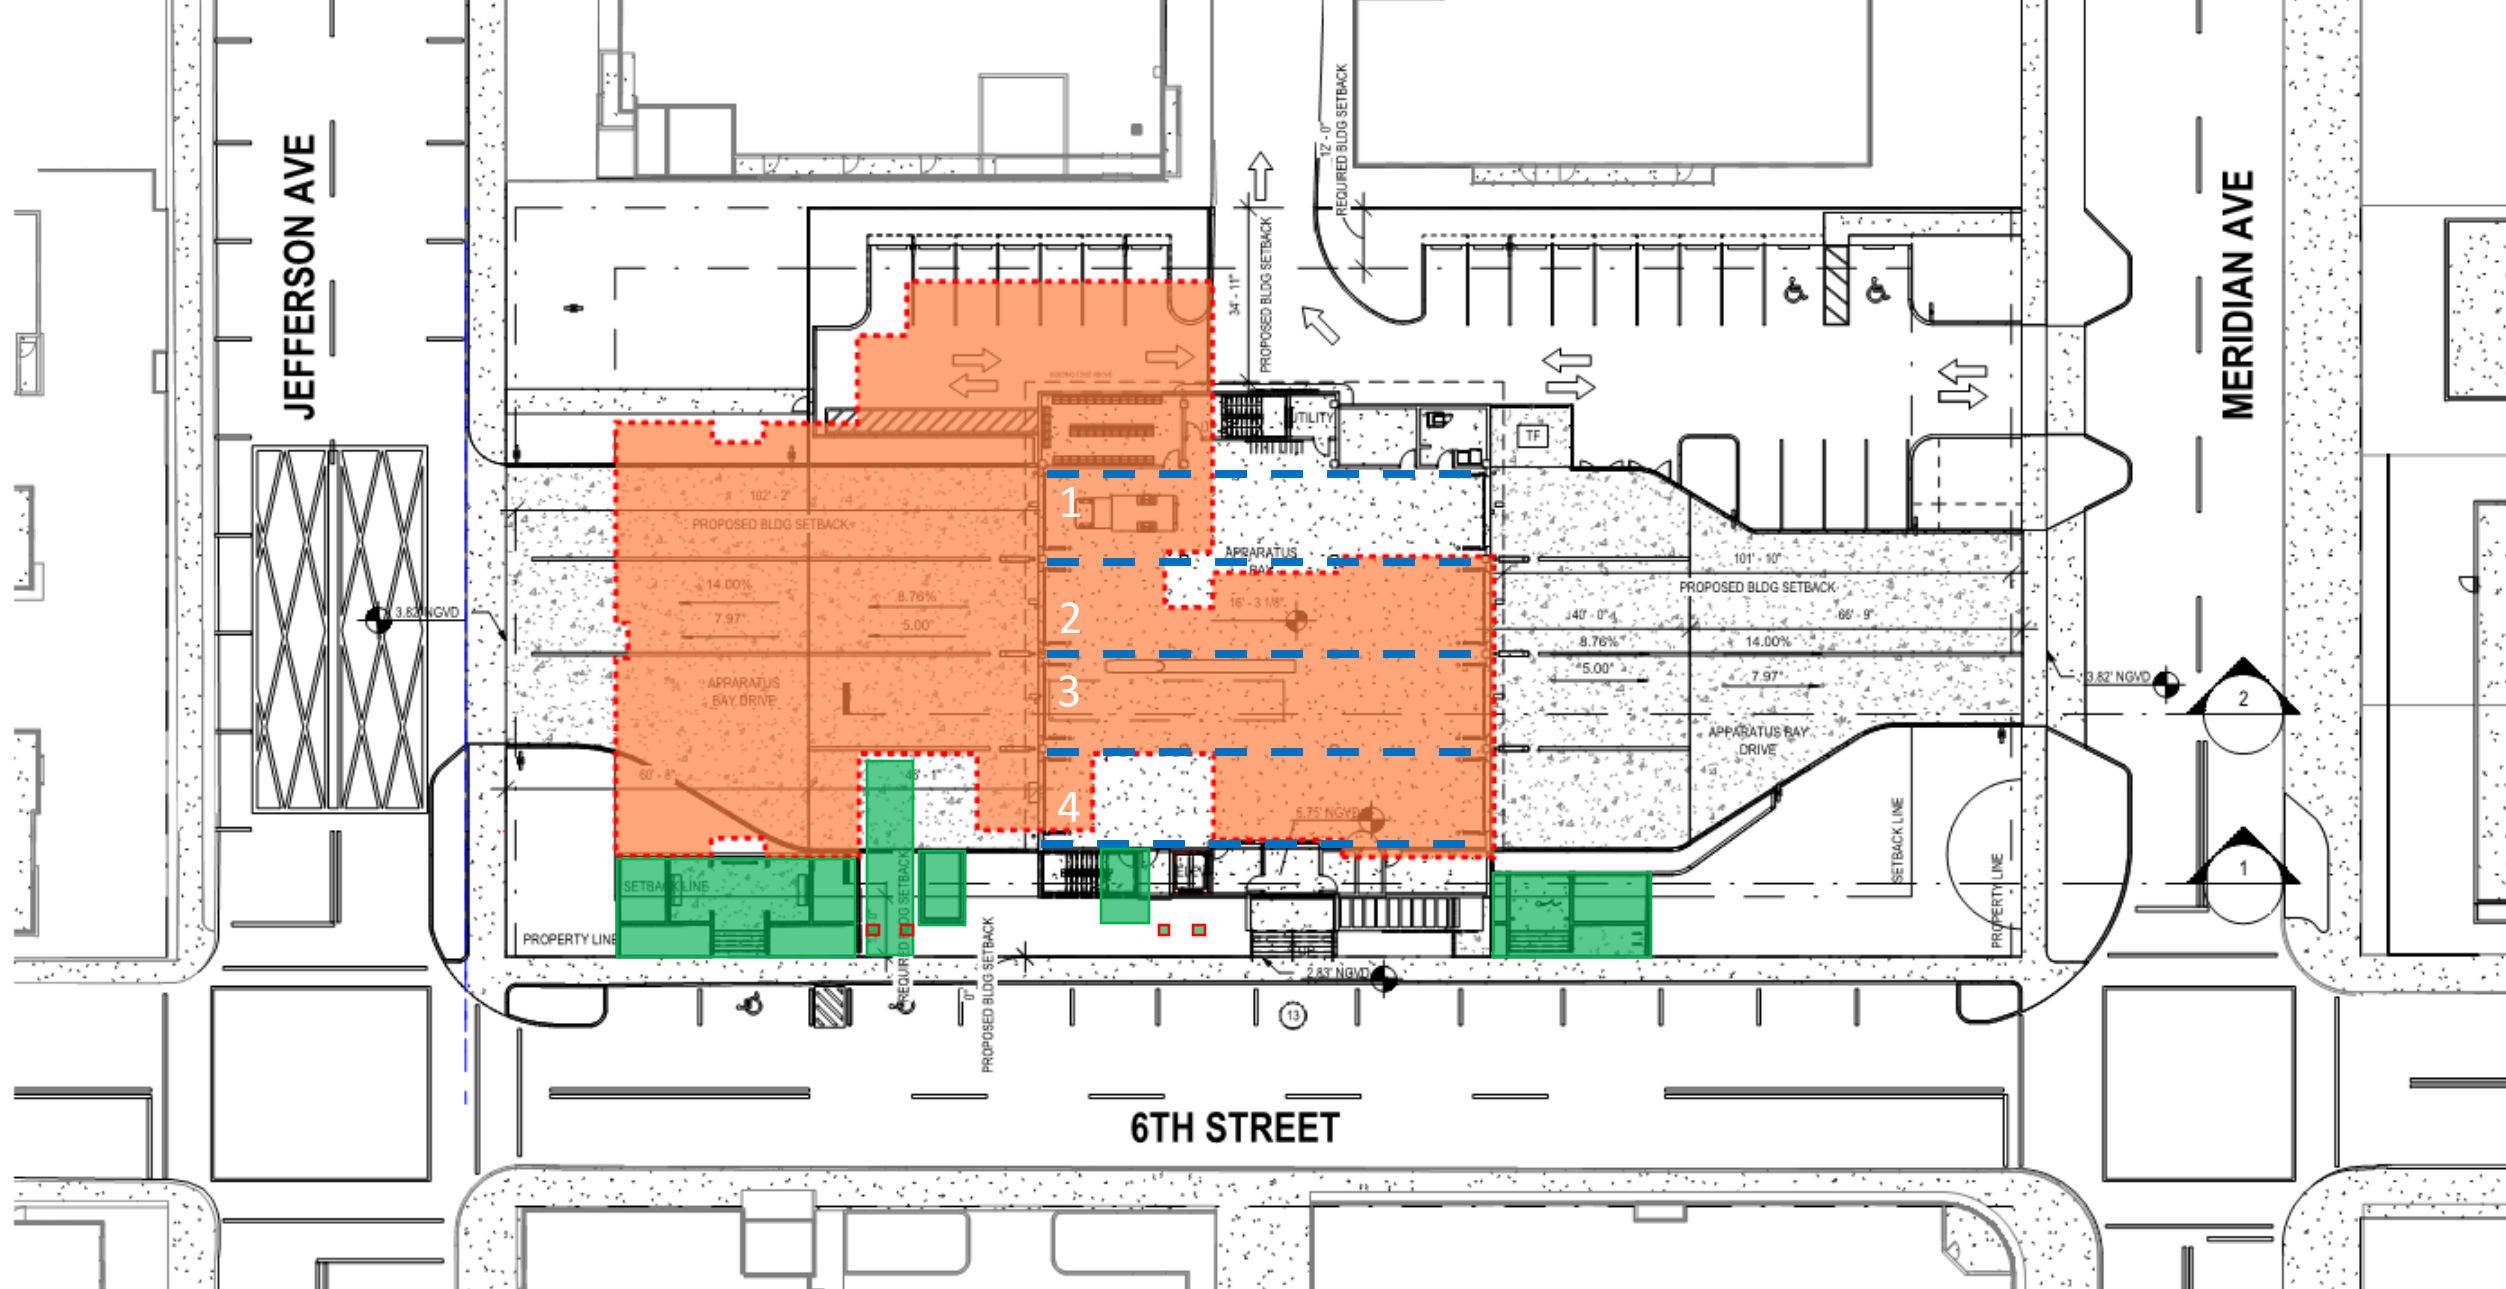 JEFFERSON AVE
MERIDIAN AVE
12' - 0"
REQUIRED BLDG SETBACK
34' - 11"
PROPOSED BLDG SETBACK
UTILITY
TF
102' - 2"
PROPOSED BLDG SETBACK
1
APPARATUS
BAY
101' - 10"
PROPOSED BLDG SETBACK
14.00%
8.76%
7.97"
5.00"
2
16' - 3 1/8"
3.82' NGVD
40' - 0"
66' 9"
8.76%
14.00%
5.00"
7.97"
3.82' NGVD
APPARATUS
BAY DRIVE
3
2
APPARATUS BAY
DRIVE
60' - 8"
45' - 1"
4
5.75' NGVD
SETBACK LINE
SETBACK LINE
1
REQUIRED BLDG SETBACK
PROPERTY LINE
PROPOSED BLDG SETBACK
PROPERTY LINE
2.83' NGVD
13
6TH STREET